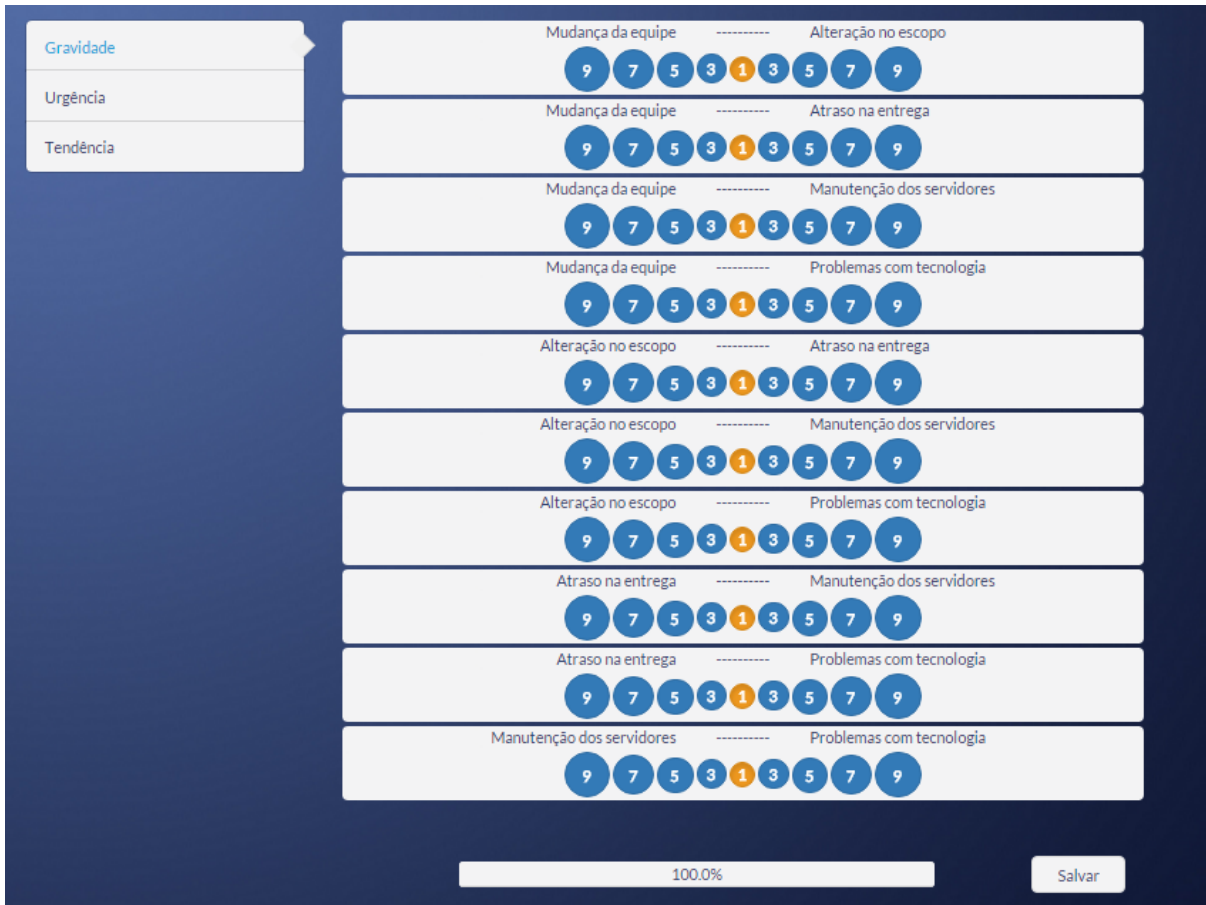 Gravidade
Urgência
Tendência
Mudança da equipe ---------- Alteração no escopo
9 7 5 3 1 3 5 7 9
Mudança da equipe ---------- Atraso na entrega
9 7 5 3 1 3 5 7 9
Mudança da equipe ---------- Manutenção dos servidores
9 7 5 3 1 3 5 7 9
Mudança da equipe ---------- Problemas com tecnologia
9 7 5 3 1 3 5 7 9
Alteração no escopo ---------- Atraso na entrega
9 7 5 3 1 3 5 7 9
Alteração no escopo ---------- Manutenção dos servidores
9 7 5 3 1 3 5 7 9
Alteração no escopo ---------- Problemas com tecnologia
9 7 5 3 1 3 5 7 9
Atraso na entrega ---------- Manutenção dos servidores
9 7 5 3 1 3 5 7 9
Atraso na entrega ---------- Problemas com tecnologia
9 7 5 3 1 3 5 7 9
Manutenção dos servidores ---------- Problemas com tecnologia
9 7 5 3 1 3 5 7 9
100.0%
Salvar